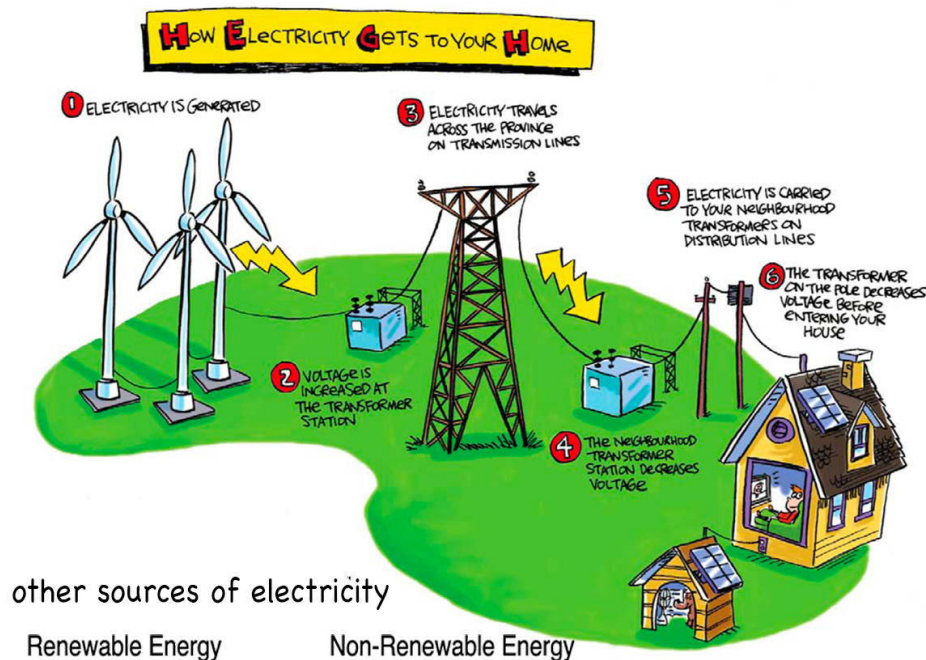 HOW ELECTRICITY GETS TO YOUR HOME
1 ELECTRICITY IS GENERATED
3 ELECTRICITY TRAVELS
ACROSS THE PROVINCE
ON TRANSMISSION LINES
5 ELECTRICITY IS CARRIED
TO YOUR NEIGHBOURHOOD
TRANSFORMERS ON
DISTRIBUTION LINES
6 THE TRANSFORMER
ON THE POLE DECREASES
VOLTAGE BEFORE
ENTERING YOUR
HOUSE
2 VOLTAGE IS
INCREASED AT
THE TRANSFORMER
STATION
4 THE NEIGHBOURHOOD
TRANSFORMER
STATION DECREASES
VOLTAGE
other sources of electricity
Renewable Energy
Non-Renewable Energy